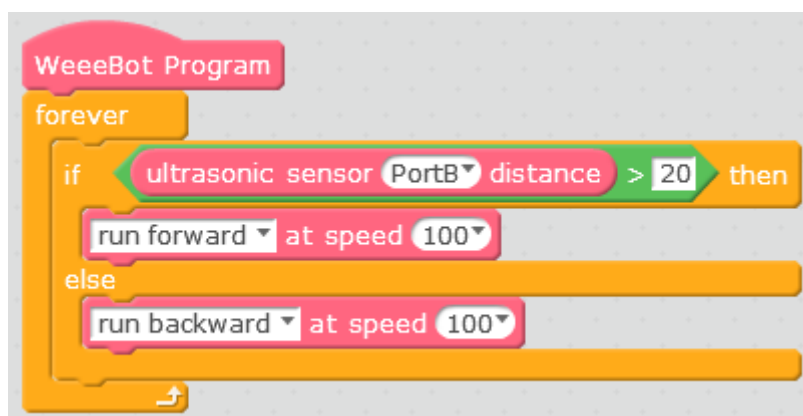 WeeeBot Program
forever
if ultrasonic sensor PortB distance > 20 then
run forward at speed 100
else
run backward at speed 100